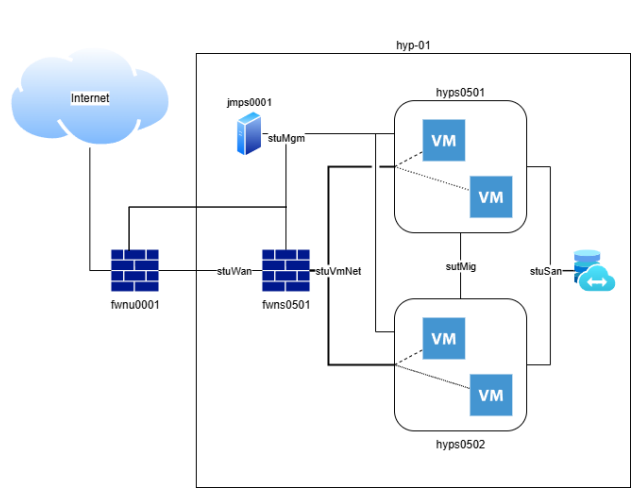 hyp-01
Internet
jmps0001
hyps0501
stuMgm
VM
VM
stuWan
stuVmNet
sutMig
stuSan
fwnu0001
fwns0501
VM
VM
hyps0502